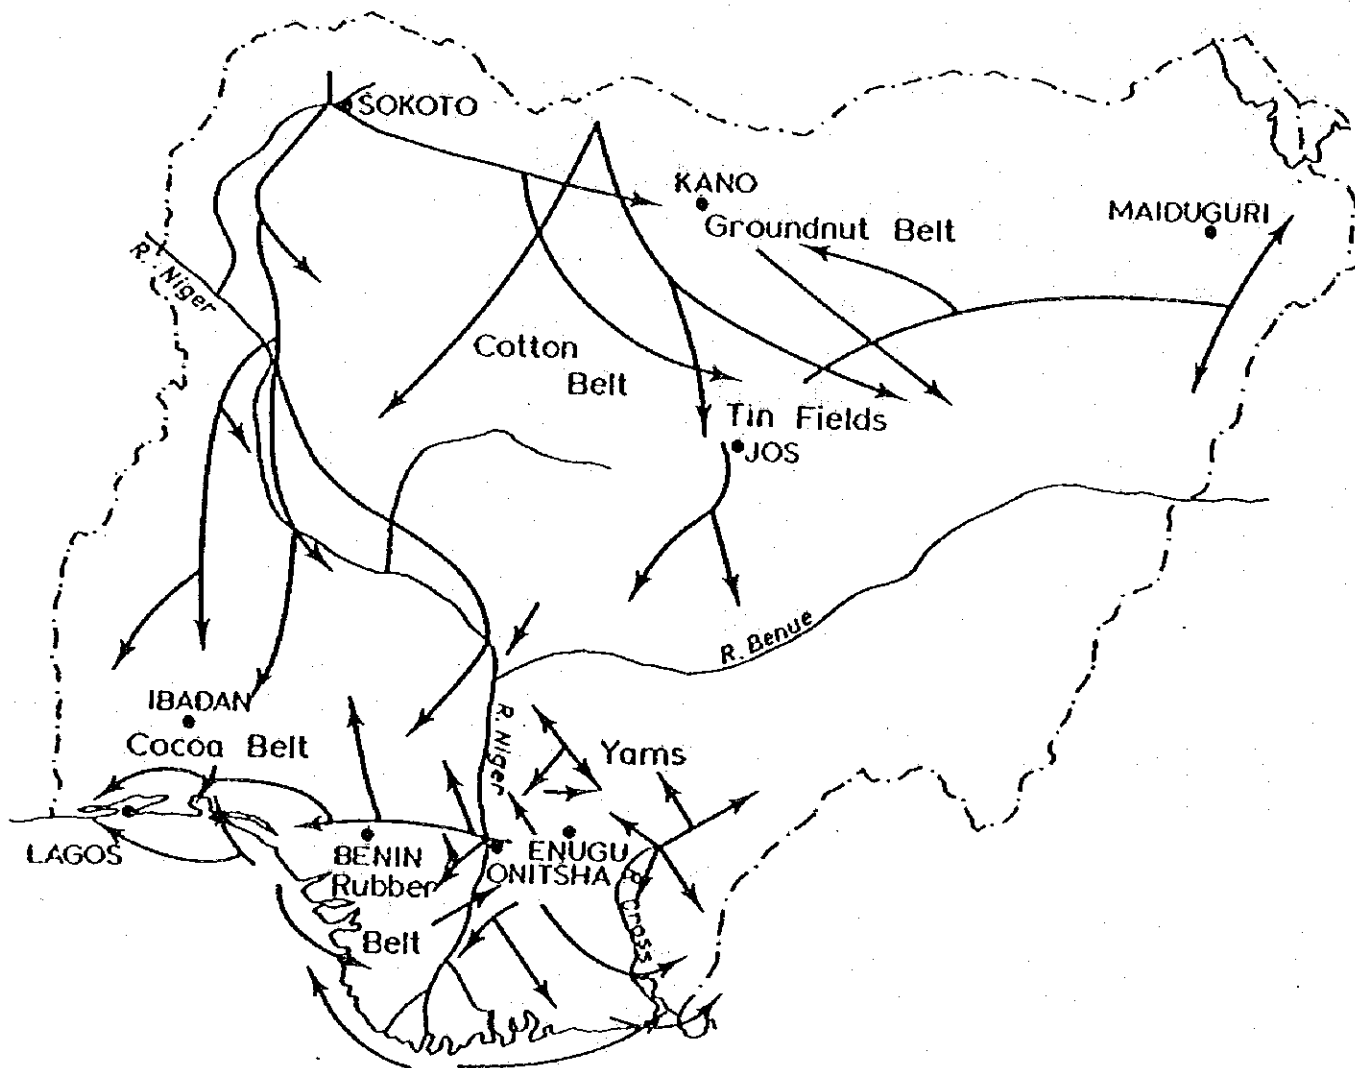 SOKOTO
KANO
Groundnut Belt
MAIDUGURI
R. Niger
Cotton
Belt
Tin Fields
JOS
R. Benue
IBADAN
Cocoa Belt
R. Niger
Yams
LAGOS
BENIN
Rubber
Belt
ENUGU
ONITSHA
R. Cross